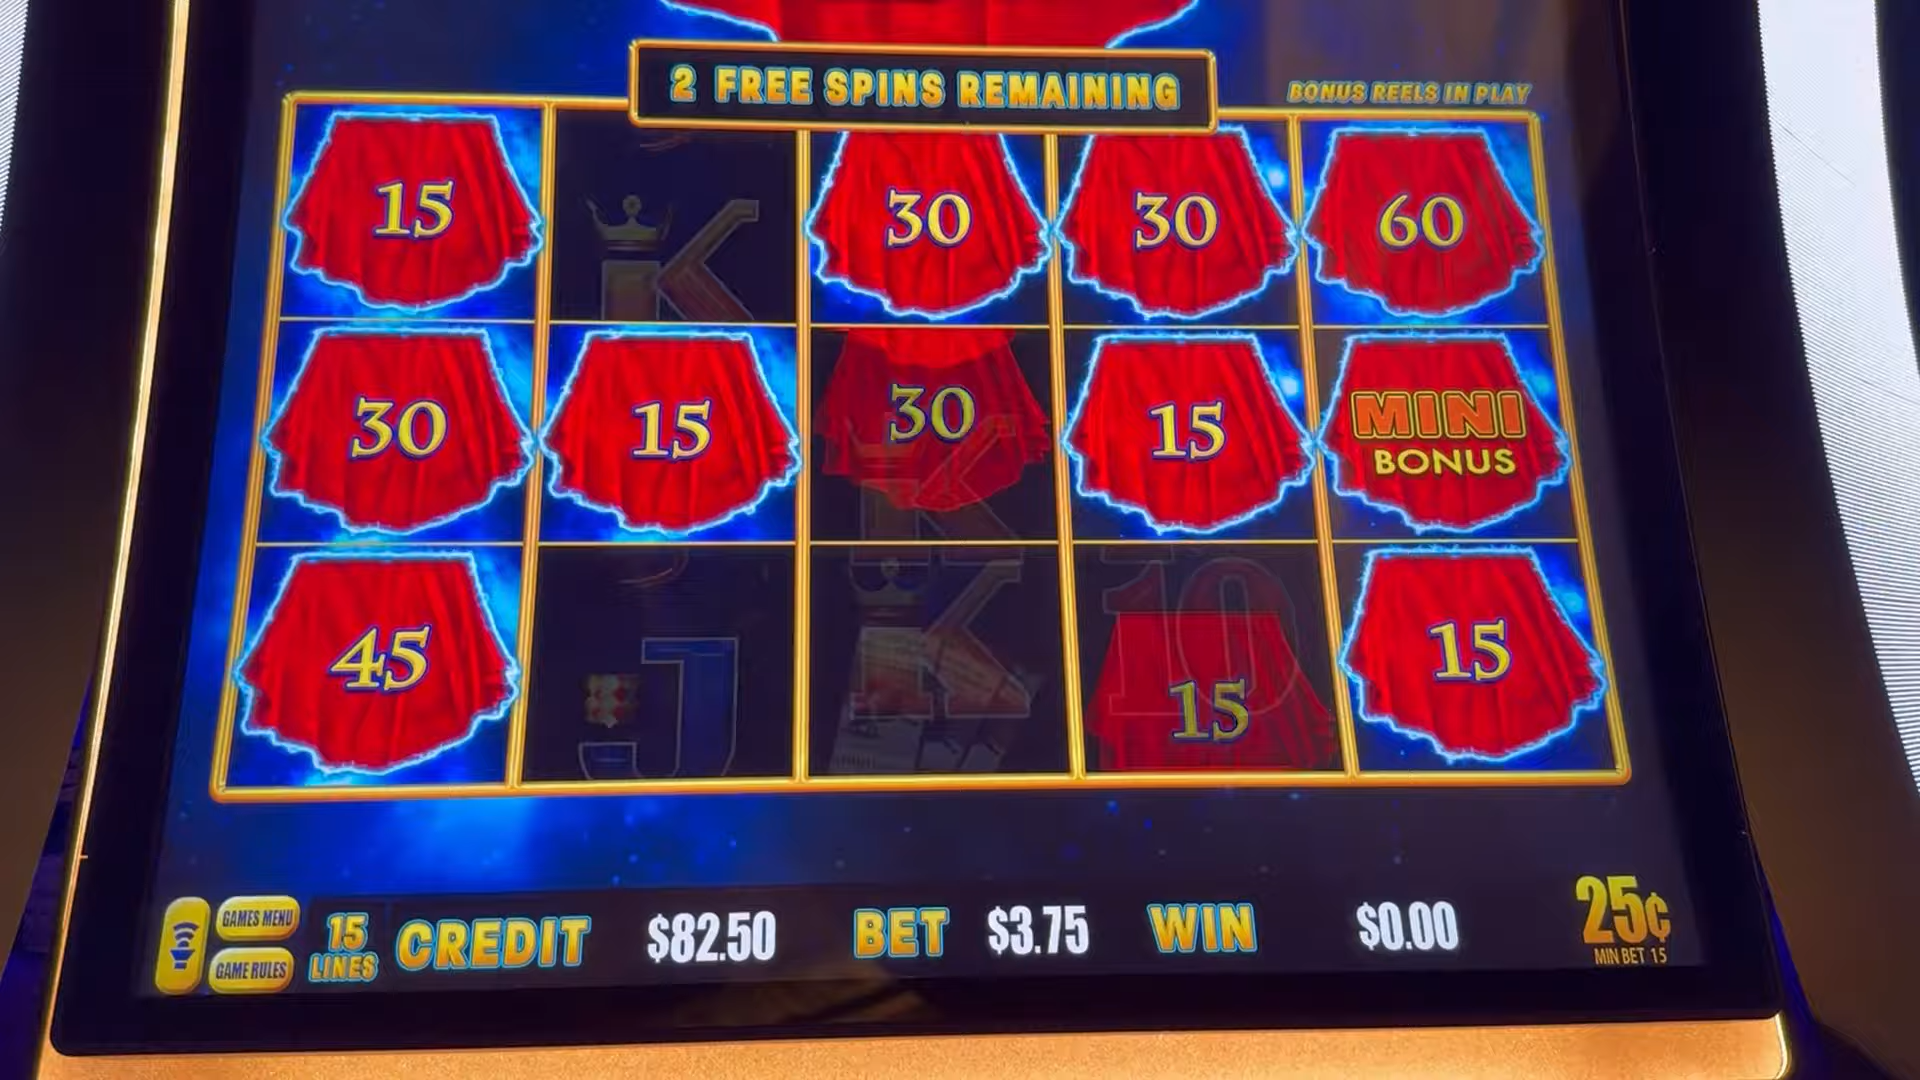 2 FREE SPINS REMAINING
BONUS REELS IN PLAY
15 K 30 30 60
30 15 30 K 15 MINI BONUS
45 J K 10 15 15
GAMES MENU
GAME RULES
15 LINES
CREDIT $82.50 BET $3.75 WIN $0.00
25¢
MIN BET 15